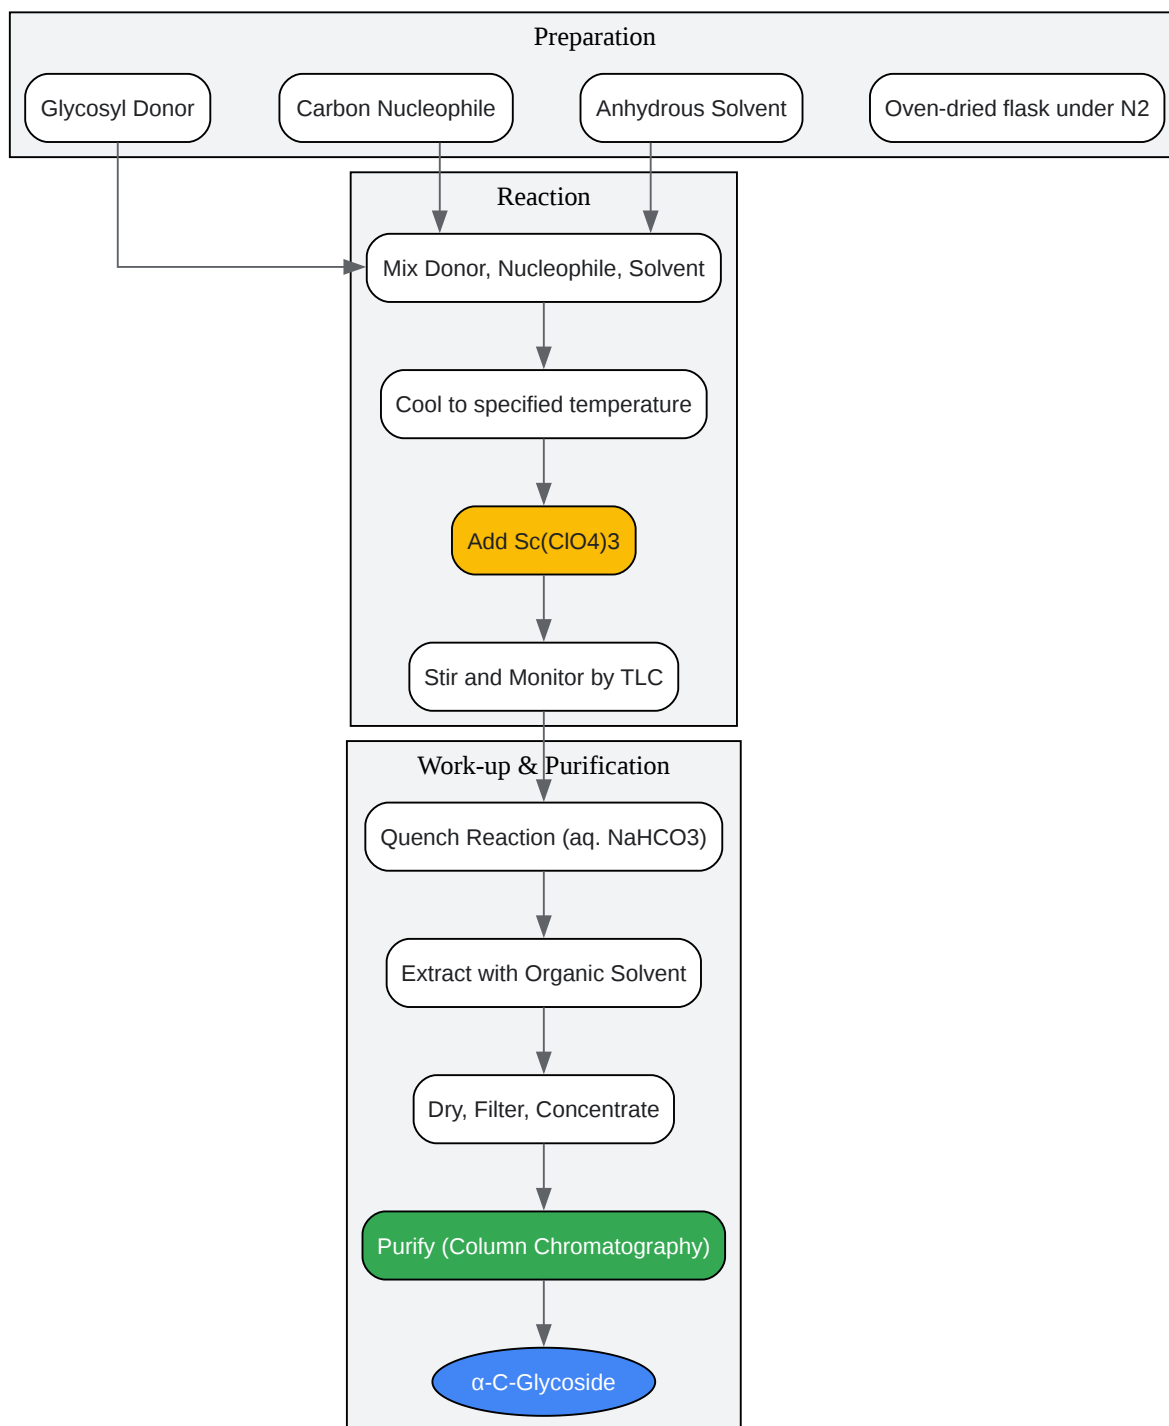 Preparation
Glycosyl Donor
Carbon Nucleophile
Anhydrous Solvent
Oven-dried flask under N2
Reaction
Mix Donor, Nucleophile, Solvent
Cool to specified temperature
Add Sc(ClO4)3
Stir and Monitor by TLC
Work-up & Purification
Quench Reaction (aq. NaHCO3)
Extract with Organic Solvent
Dry, Filter, Concentrate
Purify (Column Chromatography)
α-C-Glycoside